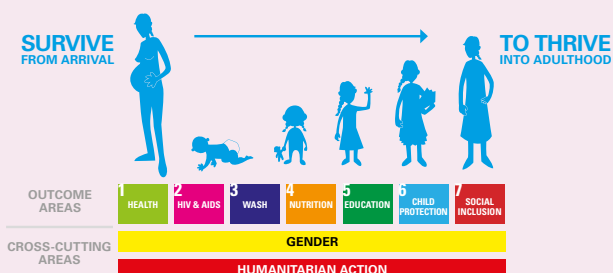 SURVIVE
FROM ARRIVAL
TO THRIVE
INTO ADULTHOOD
OUTCOME
AREAS
1
HEALTH
2
HIV & AIDS
3
WASH
4
NUTRITION
5
EDUCATION
6
CHILD
PROTECTION
7
SOCIAL
INCLUSION
CROSS-CUTTING
AREAS
GENDER
HUMANITARIAN ACTION